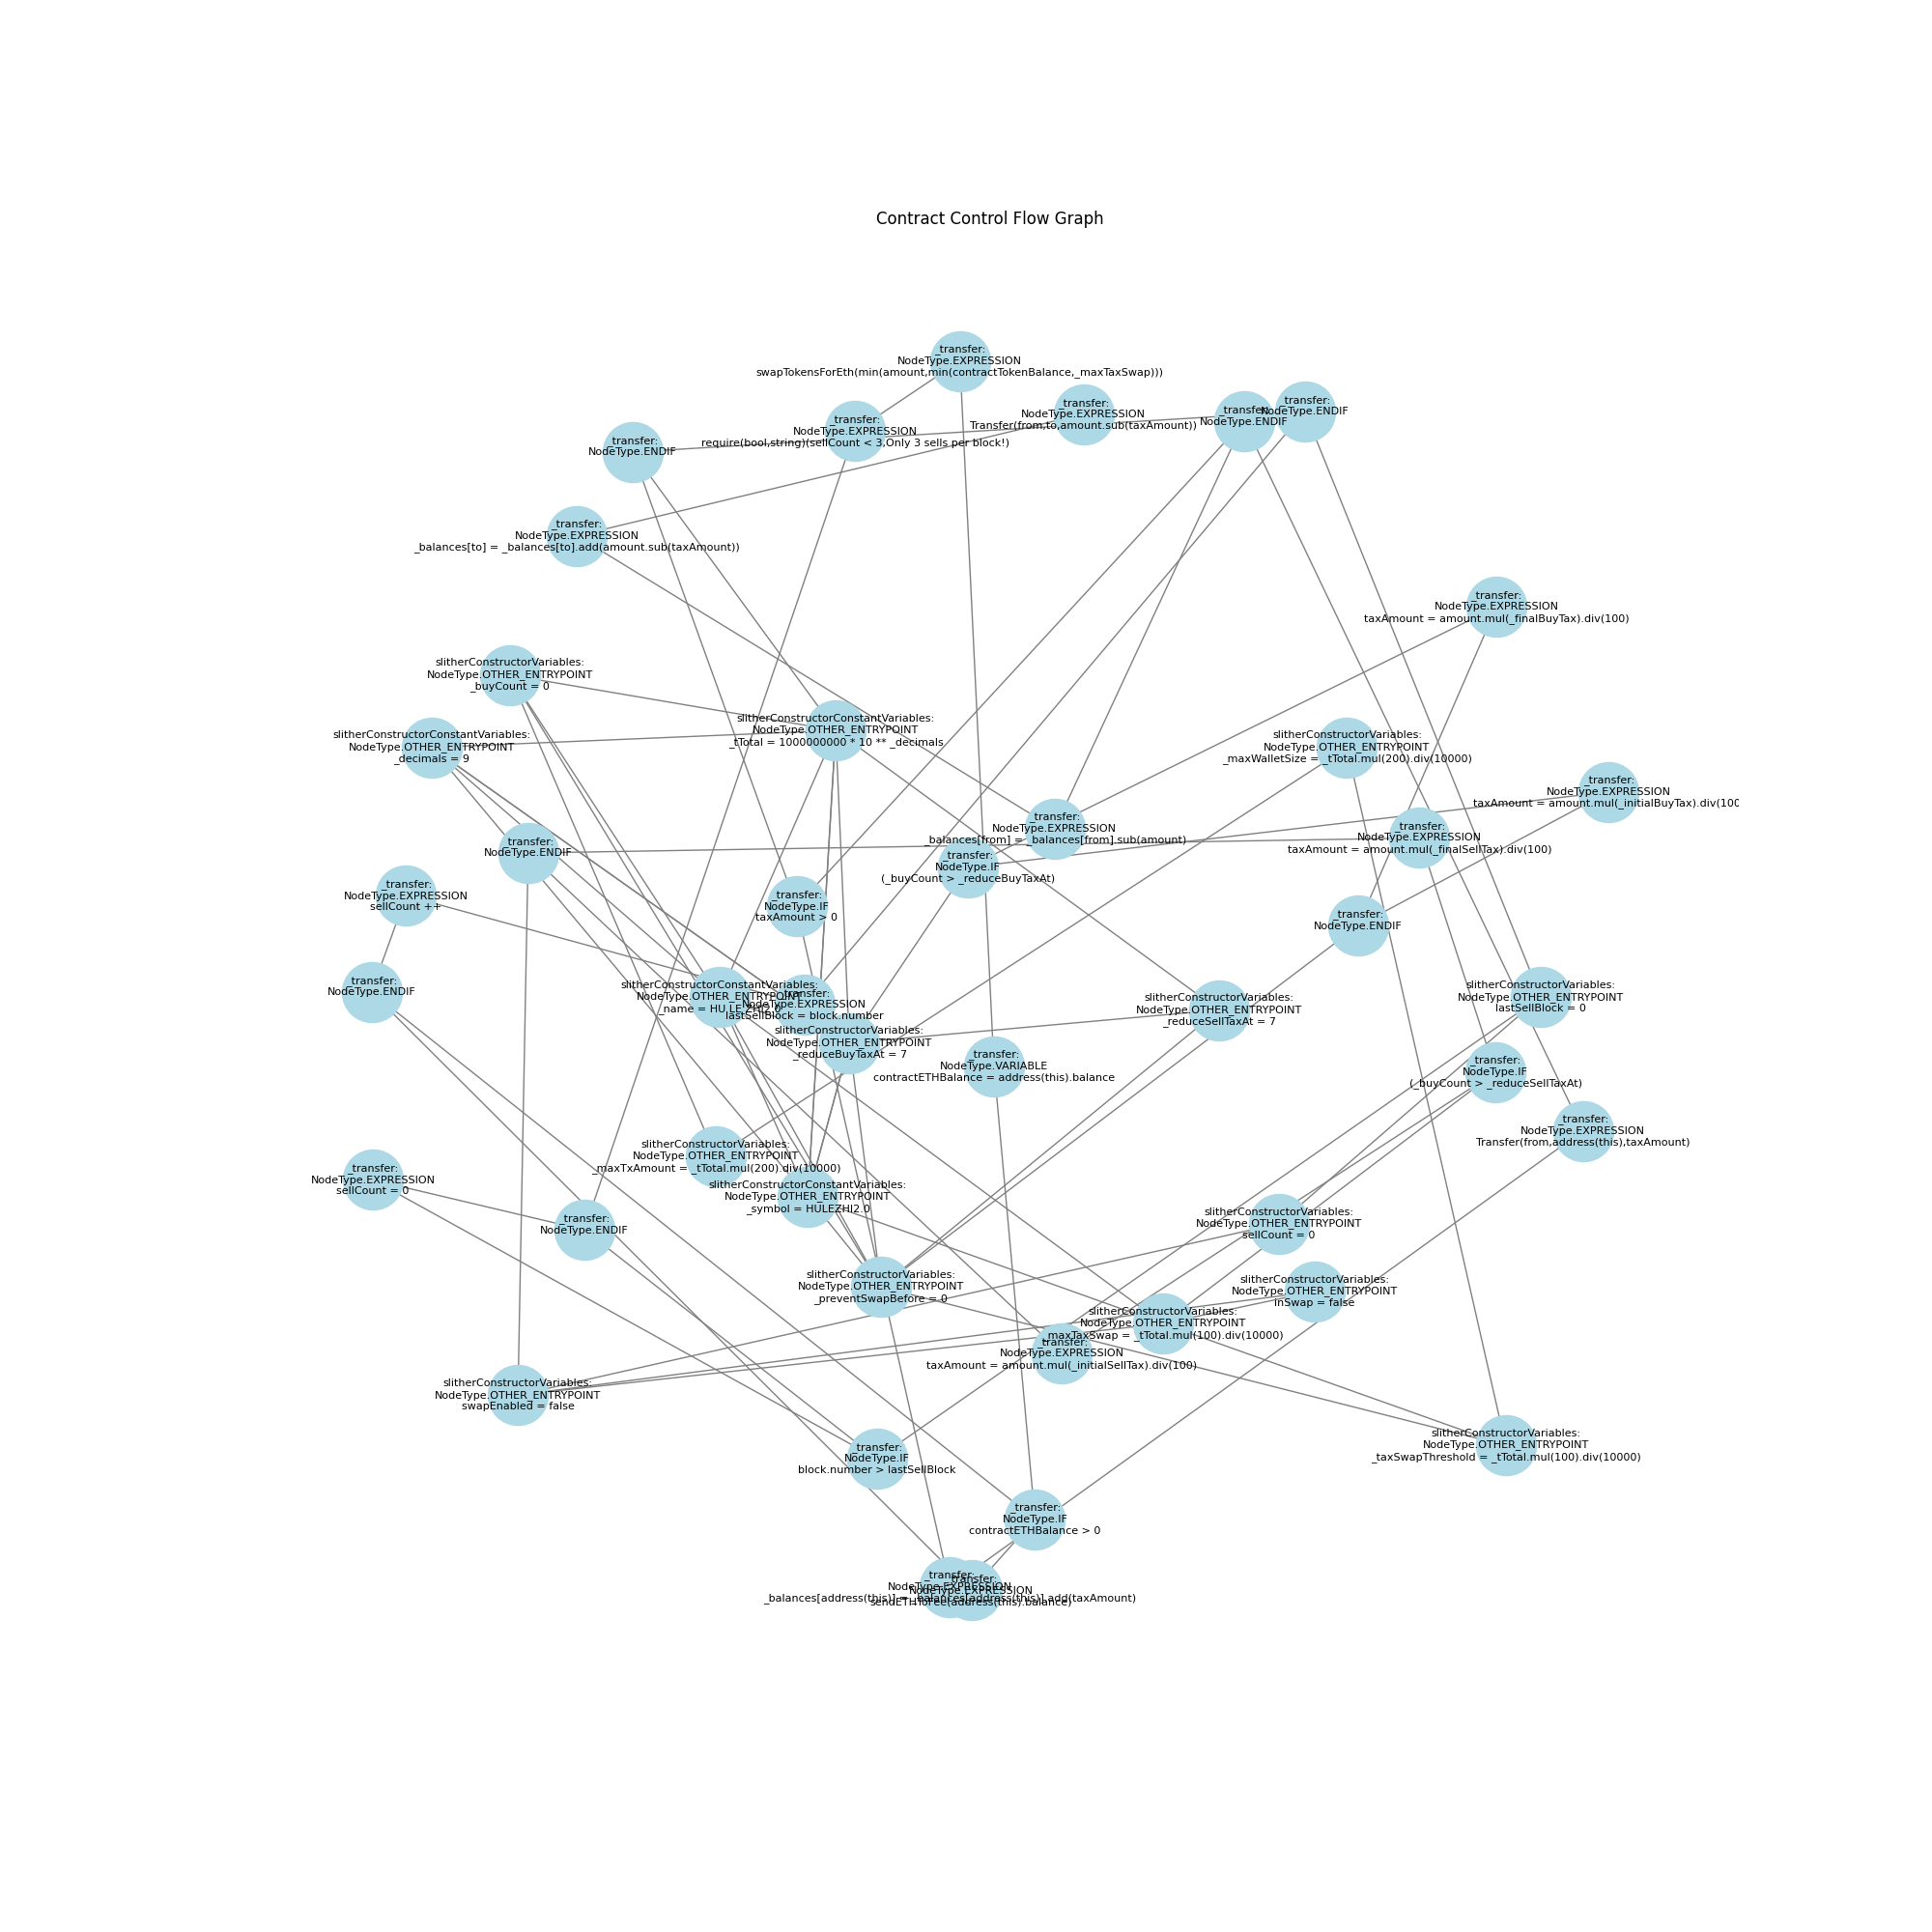 Contract Control Flow Graph
_transfer:
NodeType.EXPRESSION
swapTokensForEth(min(amount,min(contractTokenBalance,_maxTaxSwap)))
_transfer:
NodeType.EXPRESSION
Transfer(from,to,amount.sub(taxAmount))
_transfer:
NodeType.ENDIF
_transfer:
NodeType.ENDIF
_transfer:
NodeType.EXPRESSION
require(bool,string)(sellCount < 3,Only 3 sells per block!)
_transfer:
NodeType.ENDIF
_transfer:
NodeType.EXPRESSION
_balances[to] = _balances[to].add(amount.sub(taxAmount))
_transfer:
NodeType.EXPRESSION
taxAmount = amount.mul(_finalBuyTax).div(100)
slitherConstructorVariables:
NodeType.OTHER_ENTRYPOINT
_buyCount = 0
slitherConstructorConstantVariables:
NodeType.OTHER_ENTRYPOINT
_tTotal = 1000000000 * 10 ** _decimals
slitherConstructorConstantVariables:
NodeType.OTHER_ENTRYPOINT
_decimals = 9
slitherConstructorVariables:
NodeType.OTHER_ENTRYPOINT
_maxWalletSize = _tTotal.mul(200).div(10000)
_transfer:
NodeType.EXPRESSION
taxAmount = amount.mul(_initialBuyTax).div(100
_transfer:
NodeType.EXPRESSION
_balances[from] = _balances[from].sub(amount)
_transfer:
NodeType.EXPRESSION
taxAmount = amount.mul(_finalSellTax).div(100)
_transfer:
NodeType.ENDIF
_transfer:
NodeType.IF
(_buyCount > _reduceBuyTaxAt)
_transfer:
NodeType.EXPRESSION
sellCount ++
_transfer:
NodeType.IF
taxAmount > 0
_transfer:
NodeType.ENDIF
_transfer:
NodeType.ENDIF
slitherConstructorConstantVariables:
NodeType.OTHER_ENTRYPOINT
_name = HU LE ZHI2.0
_transfer:
NodeType.EXPRESSION
lastSellBlock = block.number
slitherConstructorVariables:
NodeType.OTHER_ENTRYPOINT
_reduceSellTaxAt = 7
slitherConstructorVariables:
NodeType.OTHER_ENTRYPOINT
lastSellBlock = 0
slitherConstructorVariables:
NodeType.OTHER_ENTRYPOINT
_reduceBuyTaxAt = 7
_transfer:
NodeType.VARIABLE
contractETHBalance = address(this).balance
_transfer:
NodeType.IF
(_buyCount > _reduceSellTaxAt)
_transfer:
NodeType.EXPRESSION
Transfer(from,address(this),taxAmount)
slitherConstructorVariables:
NodeType.OTHER_ENTRYPOINT
_maxTxAmount = _tTotal.mul(200).div(10000)
_transfer:
NodeType.EXPRESSION
sellCount = 0
slitherConstructorConstantVariables:
NodeType.OTHER_ENTRYPOINT
_symbol = HULEZHI2.0
_transfer:
NodeType.ENDIF
slitherConstructorVariables:
NodeType.OTHER_ENTRYPOINT
sellCount = 0
slitherConstructorVariables:
NodeType.OTHER_ENTRYPOINT
_preventSwapBefore = 0
slitherConstructorVariables:
NodeType.OTHER_ENTRYPOINT
inSwap = false
slitherConstructorVariables:
NodeType.OTHER_ENTRYPOINT
_maxTaxSwap = _tTotal.mul(100).div(10000)
_transfer:
NodeType.EXPRESSION
taxAmount = amount.mul(_initialSellTax).div(100)
slitherConstructorVariables:
NodeType.OTHER_ENTRYPOINT
swapEnabled = false
slitherConstructorVariables:
NodeType.OTHER_ENTRYPOINT
_taxSwapThreshold = _tTotal.mul(100).div(10000)
_transfer:
NodeType.IF
block.number > lastSellBlock
_transfer:
NodeType.IF
contractETHBalance > 0
_transfer:
NodeType.EXPRESSION
_balances[address(this)] = _balances[address(this)].add(taxAmount)
_transfer:
NodeType.EXPRESSION
sendETHToFee(address(this).balance)